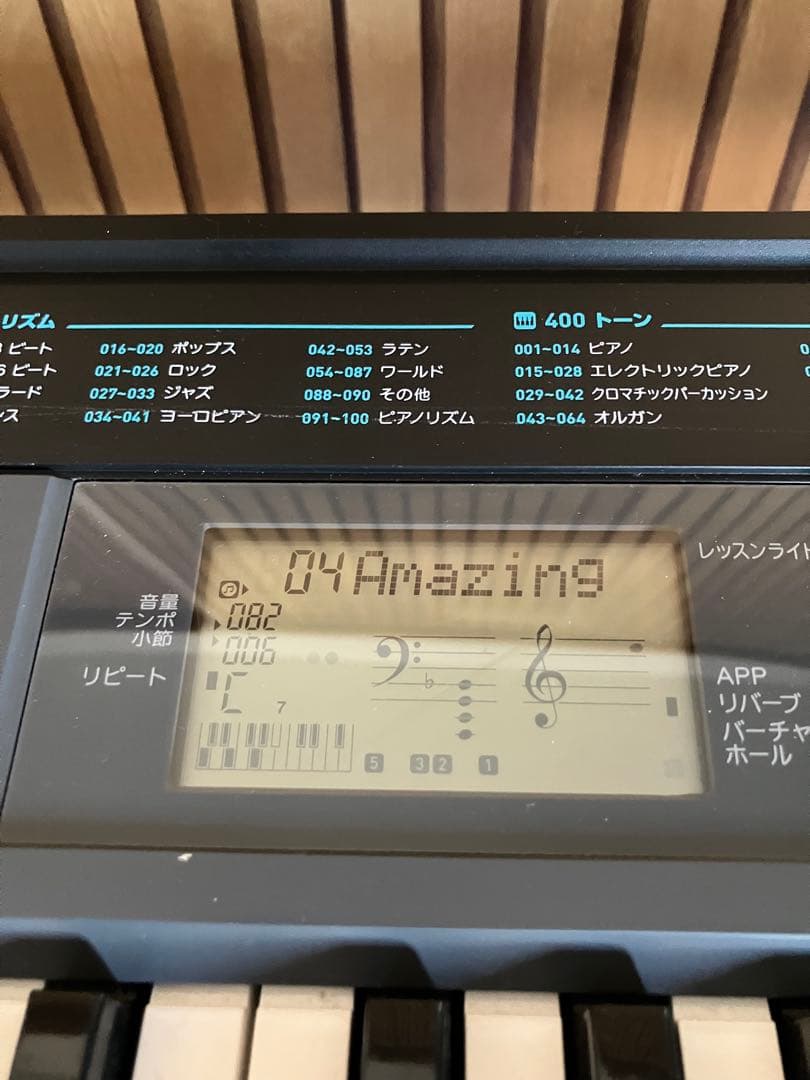 リズム
400 トーン
ビート 016~020 ポップス 042~053 ラテン 001~014 ピアノ
ビート 021~026 ロック 054~087 ワールド 015~028 エレクトリックピアノ
ラード 027~033 ジャズ 088~090 その他 029~042 クロマチックパーカッション
ンス 034~041 ヨーロピアン 091~100 ピアノリズム 043~064 オルガン
04 Amazing
レッスンライト
音量
テンポ 082
小節 006
リピート
C 7
5 3 2 1
APP
リバーブ
バーチャ
ホール